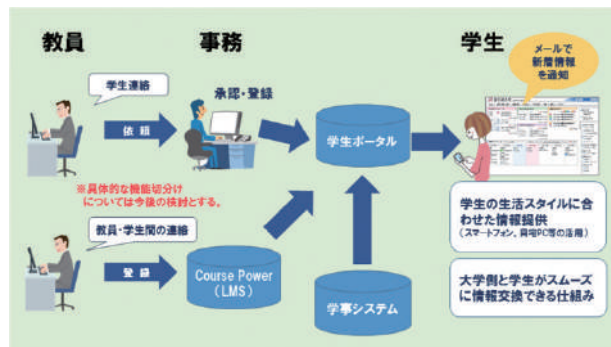 教員
事務
学生
メールで
新着情報
を通知
学生連絡
承認・登録
依頼
学生ポータル
※具体的な機能切分け
については今後の検討とする。
教員・学生間の連絡
登録
Course Power
(LMS)
学事システム
学生の生活スタイルに合
わせた情報提供
(スマートフォン、自宅PC等の活用)
大学側と学生がスムーズ
に情報交換できる仕組み